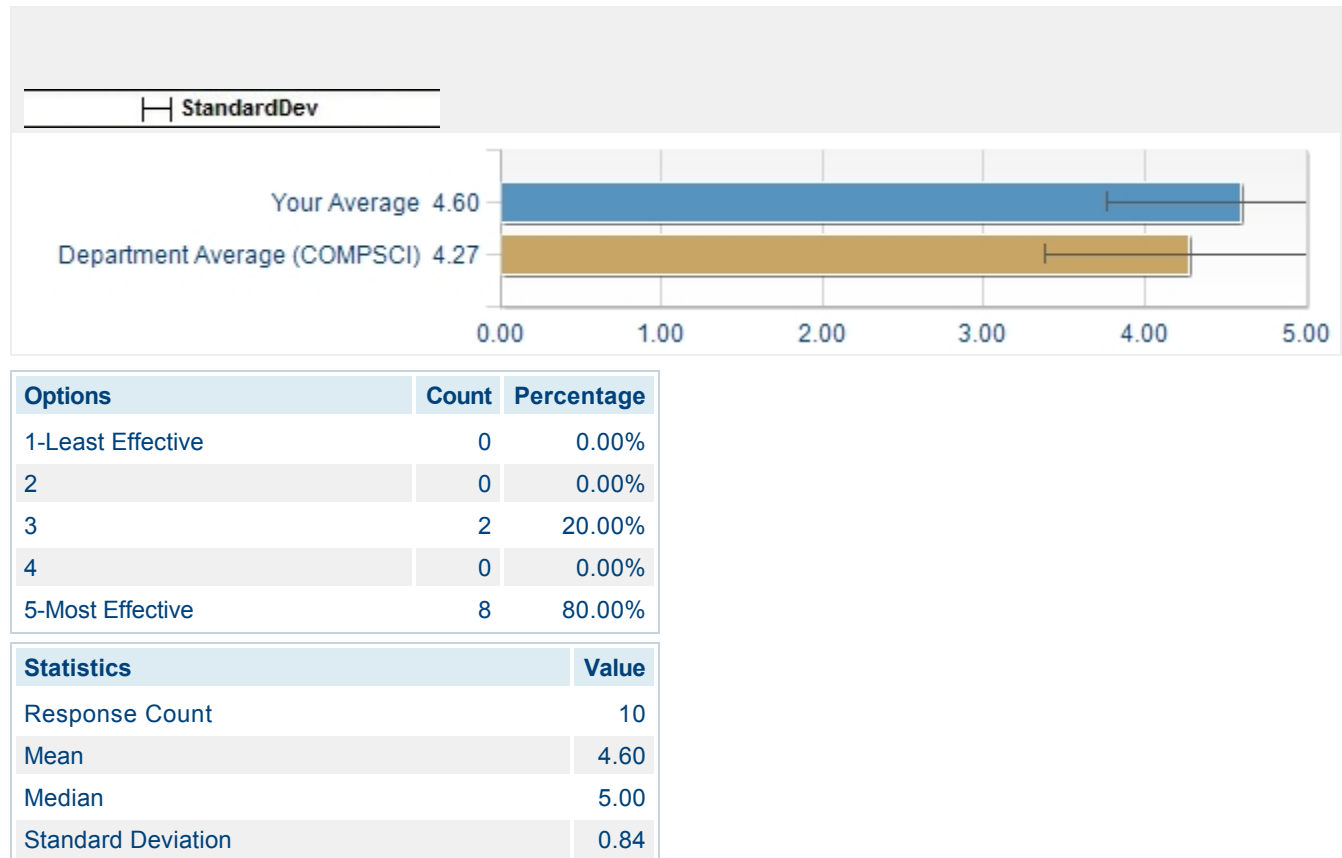 StandardDev
Your Average 4.60
Department Average (COMPSCI) 4.27
0.00 1.00 2.00 3.00 4.00 5.00
Options Count Percentage
1-Least Effective 0 0.00%
2 0 0.00%
3 2 20.00%
4 0 0.00%
5-Most Effective 8 80.00%
Statistics Value
Response Count 10
Mean 4.60
Median 5.00
Standard Deviation 0.84